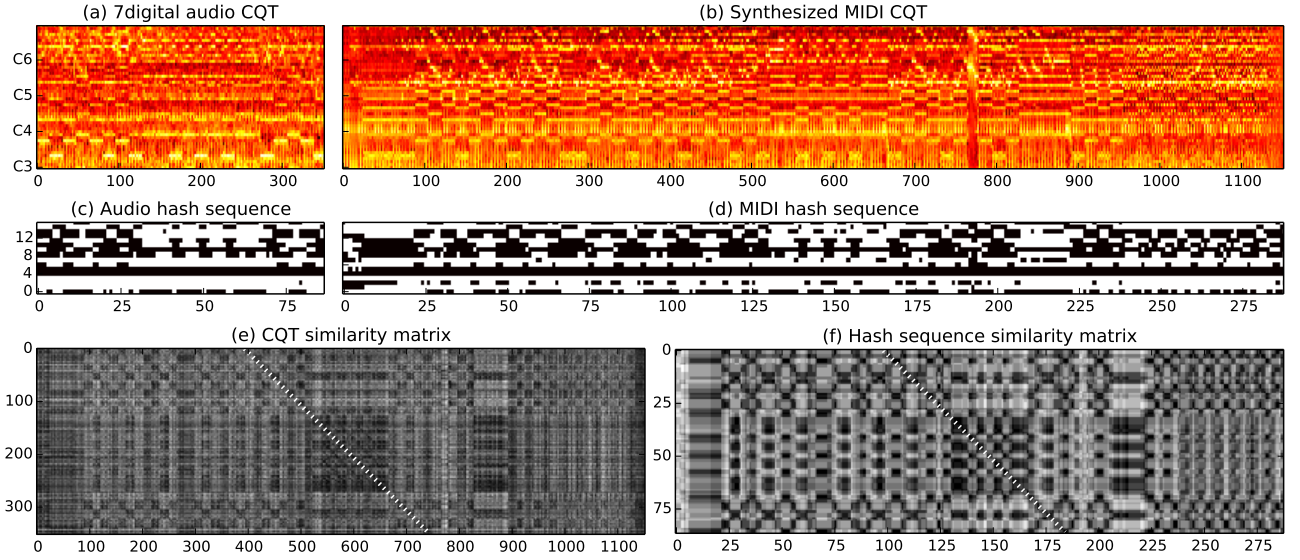 (a) 7digital audio CQT
(b) Synthesized MIDI CQT
C6
C5
C4
C3
0 100 200 300
0 100 200 300 400 500 600 700 800 900 1000 1100
(c) Audio hash sequence
(d) MIDI hash sequence
12
8
4
0
0 25 50 75
0 25 50 75 100 125 150 175 200 225 250 275
(e) CQT similarity matrix
(f) Hash sequence similarity matrix
0
100
200
300
0 100 200 300 400 500 600 700 800 900 1000 1100
0
25
50
75
0 25 50 75 100 125 150 175 200 225 250 275